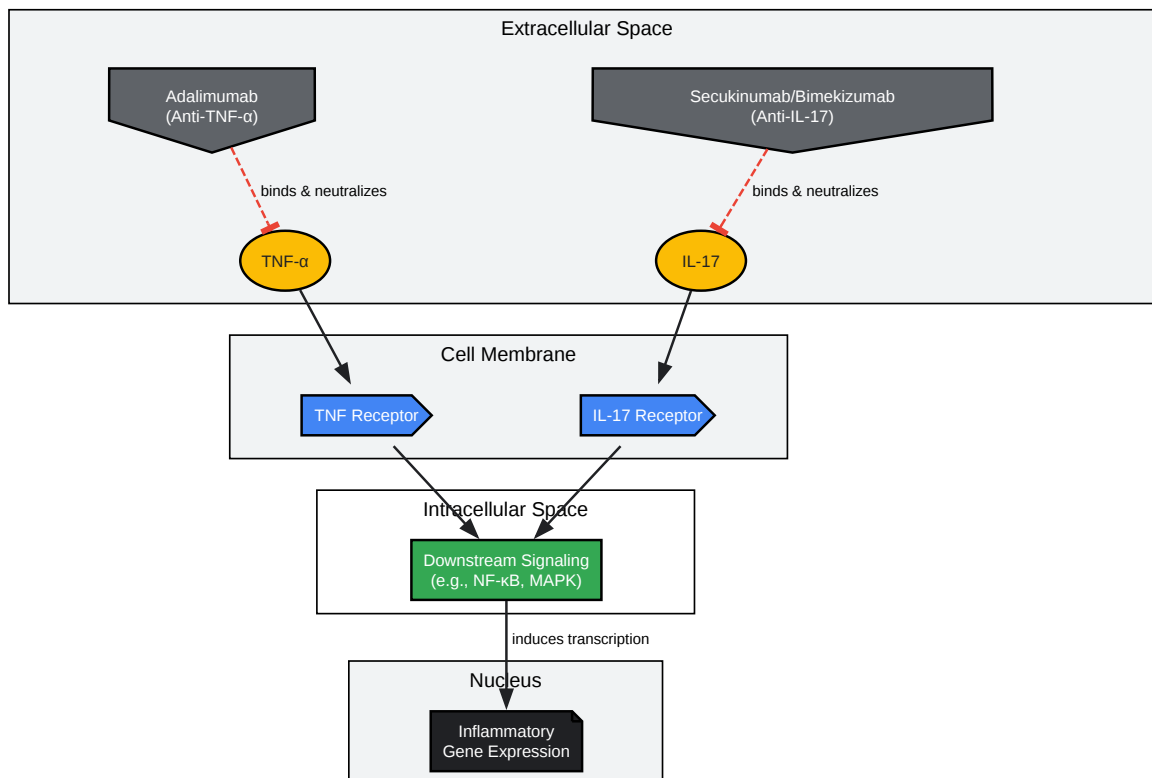 Extracellular Space
Adalimumab
(Anti-TNF-α)
Secukinumab/Bimekizumab
(Anti-IL-17)
binds & neutralizes
binds & neutralizes
TNF-α
IL-17
Cell Membrane
TNF Receptor
IL-17 Receptor
Intracellular Space
Downstream Signaling
(e.g., NF-κB, MAPK)
induces transcription
Nucleus
Inflammatory
Gene Expression